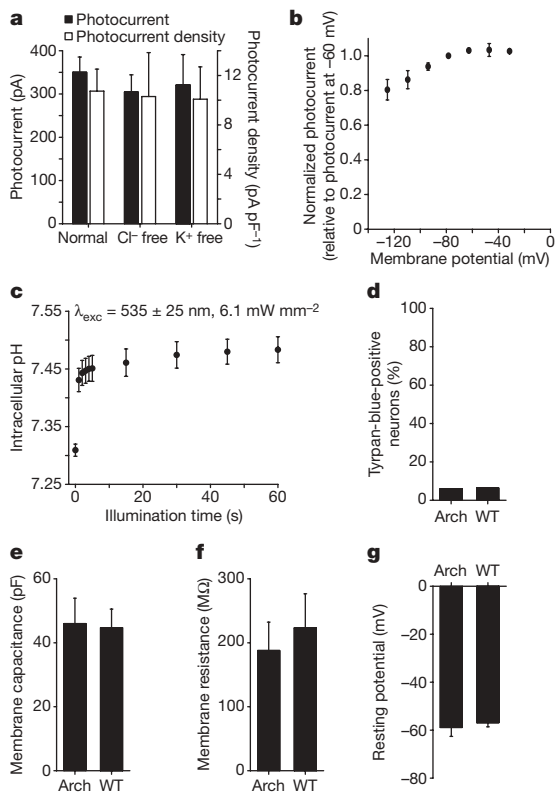 a
Photocurrent
Photocurrent density
400
300
200
100
0
Photocurrent (pA)
12
8
4
0
Photocurrent density (pA pF⁻¹)
Normal Cl⁻ free K⁺ free
b
Normalized photocurrent
(relative to photocurrent at −60 mV)
1.0
0.8
0.6
0.4
0.2
0
−120 −80 −40 0
Membrane potential (mV)
c
λexc = 535 ± 25 nm, 6.1 mW mm⁻²
Intracellular pH
7.55
7.45
7.35
7.25
0 20 40 60
Illumination time (s)
d
Tyrpan-blue-positive
neurons (%)
100
80
60
40
20
0
Arch WT
e
Membrane capacitance (pF)
60
40
20
0
Arch WT
f
Membrane resistance (MΩ)
300
200
100
0
Arch WT
g
Arch WT
Resting potential (mV)
0
−20
−40
−60
−80